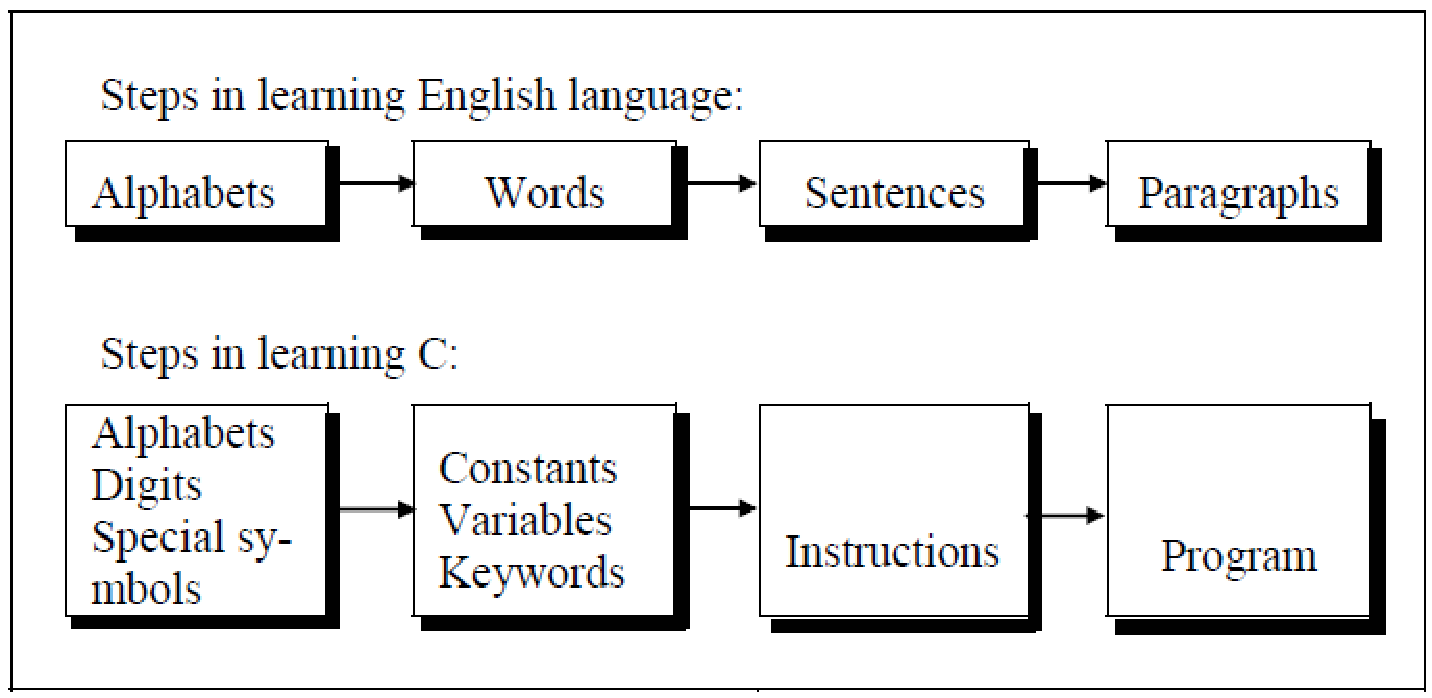 Steps in learning English language:
Alphabets
Words
Sentences
Paragraphs
Steps in learning C:
Alphabets
Digits
Special sy-
mbols
Constants
Variables
Keywords
Instructions
Program